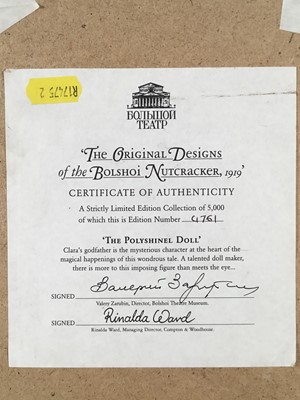 R17475 2
БОЛЬШОЙ
ТЕАТР
'The Original Designs
of the Bolshoi Nutcracker, 1919'
CERTIFICATE OF AUTHENTICITY
A Strictly Limited Edition Collection of 5,000
of which this is Edition Number 4761
'The Polyshinel Doll'
Clara's godfather is the mysterious character at the heart of the
magical happenings of this wondrous tale. A talented doll maker,
there is more to this imposing figure than meets the eye...
SIGNED
Valery Zarubin, Director, Bolshoi Theatre Museum.
SIGNED Rinalda Ward
Rinalda Ward, Managing Director, Compton & Woodhouse.